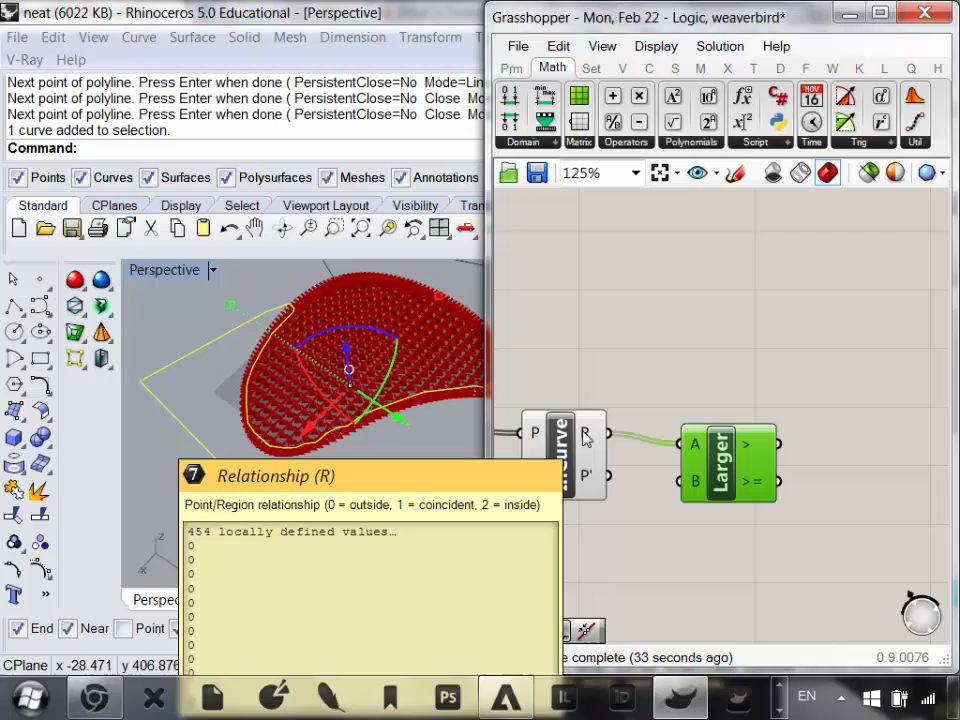 neat (6022 KB) - Rhinoceros 5.0 Educational - [Perspective]
File Edit View Curve Surface Solid Mesh Dimension Transform
V-Ray Help
Next point of polyline. Press Enter when done ( PersistentClose=No Mode=Lin
Next point of polyline. Press Enter when done ( PersistentClose=No Close Mo
Next point of polyline. Press Enter when done ( PersistentClose=No Close Mo
1 curve added to selection.
Command:
Points Curves Surfaces Polysurfaces Meshes Annotations
Standard CPlanes Display Select Viewport Layout Visibility Tran
Perspective
z
x
Perspec
End Near Point
CPlane x -28.471 y 406.876
Grasshopper - Mon, Feb 22 - Logic, weaverbird*
File Edit View Display Solution Help
Prm Math Set V C S M X T D F W K L Q H
Domain Matrix Operators Polynomials Script Time Trig Util
125%
P R
P'
InCurve
A >
Larger
B >=
Relationship (R)
Point/Region relationship (0 = outside, 1 = coincident, 2 = inside)
454 locally defined values…
0
0
0
0
0
0
0
0
0
e complete (33 seconds ago)
0.9.0076
Ps
IL
ID
EN